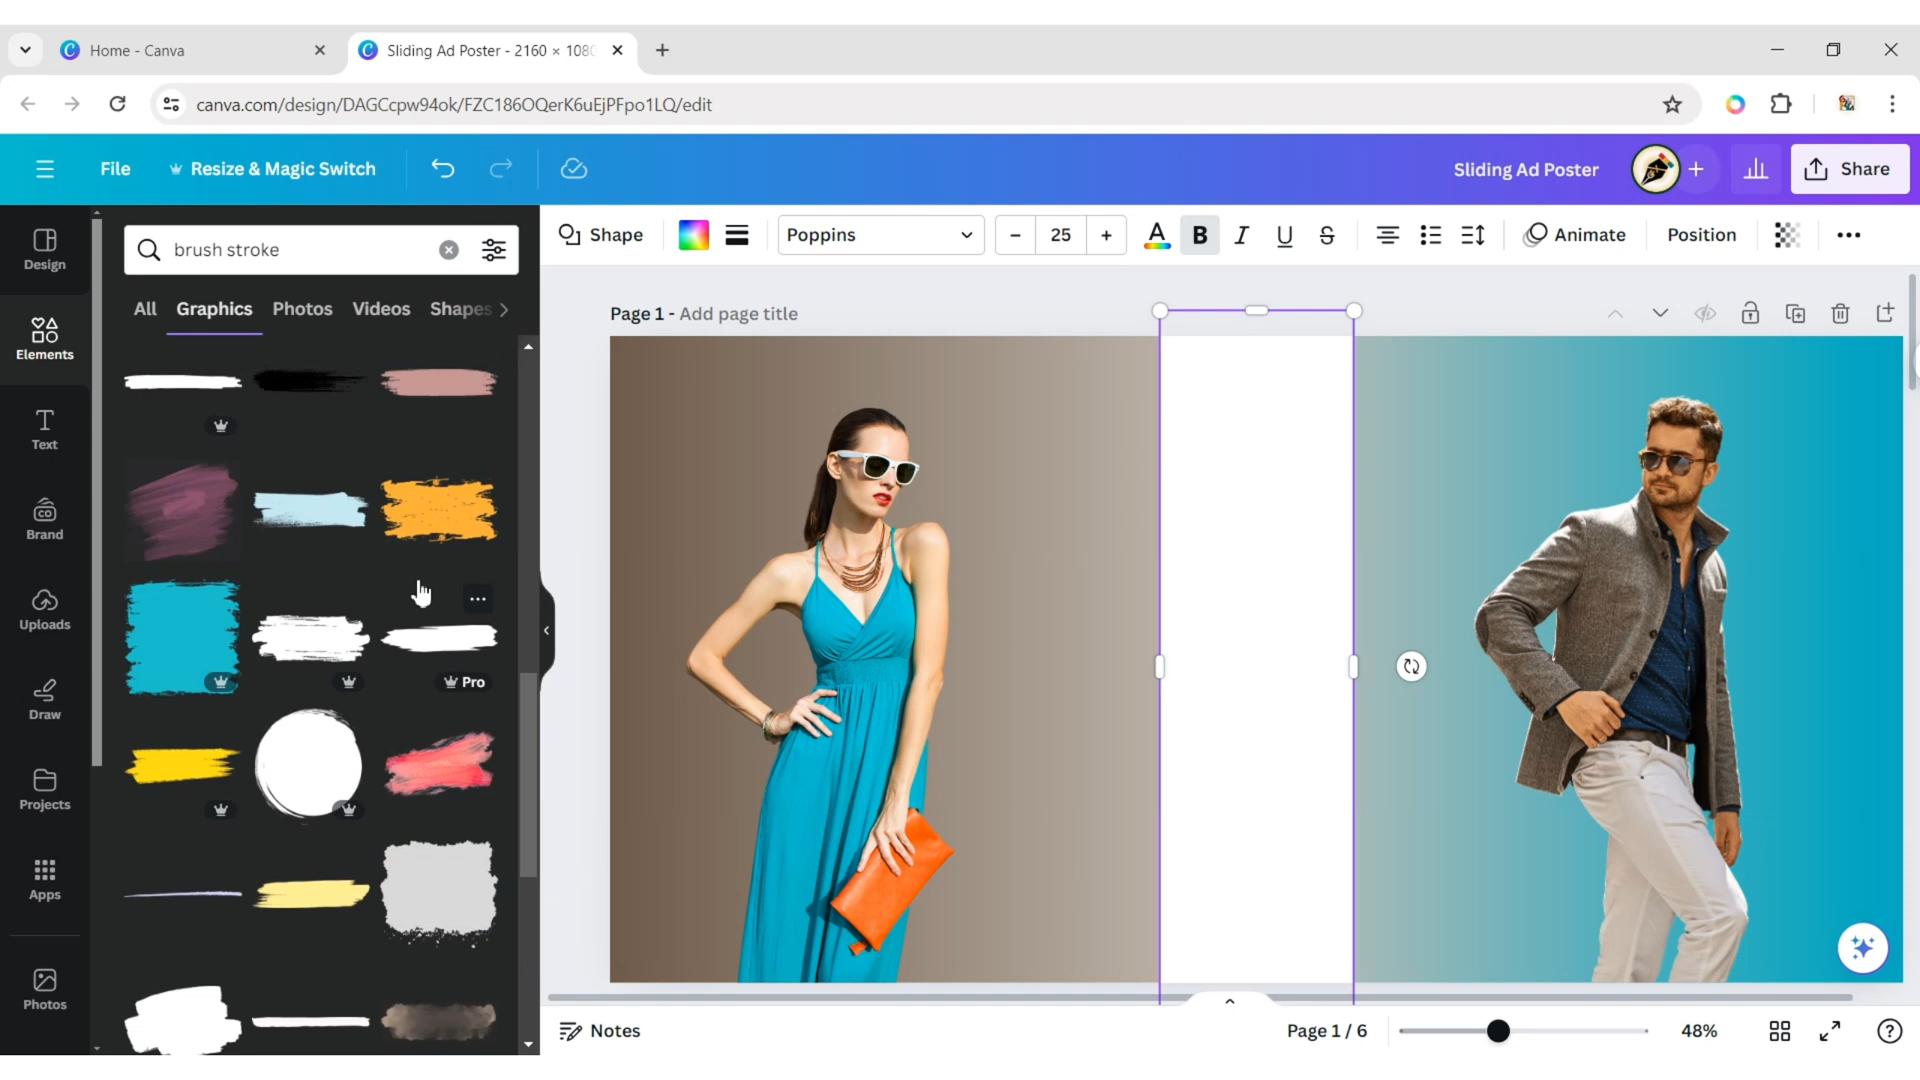 Home - Canva
Sliding Ad Poster - 2160 × 1080
canva.com/design/DAGCcpw94ok/FZC186OQerK6uEjPFpo1LQ/edit
File
Resize & Magic Switch
Sliding Ad Poster
Share
Design
Elements
Text
Brand
Uploads
Draw
Projects
Apps
Photos
brush stroke
All
Graphics
Photos
Videos
Shapes
Pro
Shape
Poppins
25
Animate
Position
Page 1 - Add page title
Notes
Page 1 / 6
48%